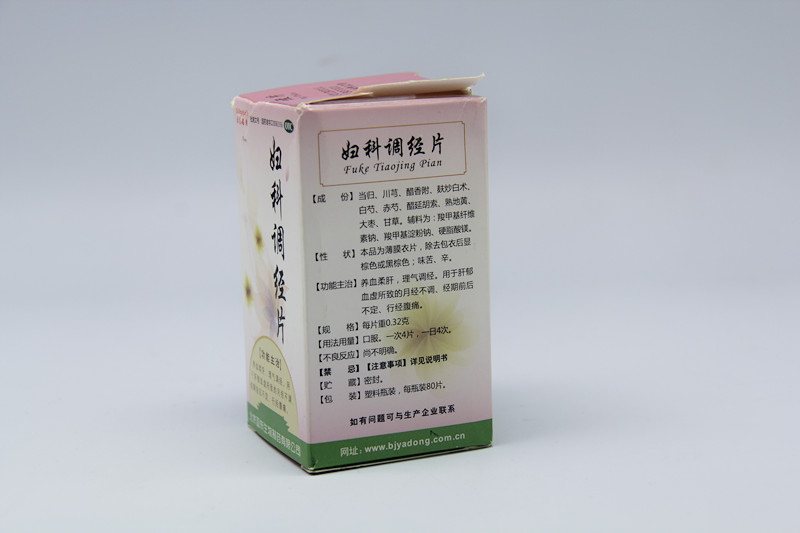 妇科调经片
Fuke Tiaojing Pian
【成 份】当归、川芎、醋香附、麸炒白术、
白芍、赤芍、醋延胡索、熟地黄、
大枣、甘草。辅料为：羧甲基纤维
素钠、羧甲基淀粉钠、硬脂酸镁。
【性 状】本品为薄膜衣片，除去包衣后显
棕色或黑棕色；味苦、辛。
【功能主治】养血柔肝，理气调经。用于肝郁
血虚所致的月经不调、经期前后
不定、行经腹痛。
【规 格】每片重0.32克
【用法用量】口服。一次4片，一日4次。
【不良反应】尚不明确。
【禁 忌】【注意事项】详见说明书
【贮 藏】密封。
【包 装】塑料瓶装，每瓶装80片。
如有问题可与生产企业联系
网址：www.bjyadong.com.cn
OTC
妇科调经片
【功能主治】